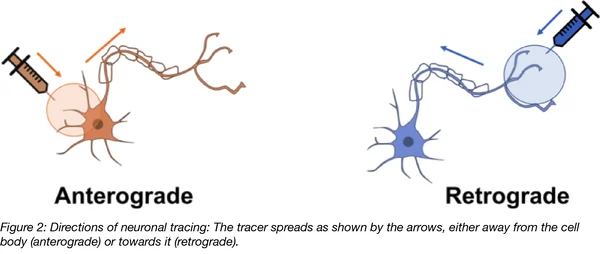 Anterograde
Retrograde
Figure 2: Directions of neuronal tracing: The tracer spreads as shown by the arrows, either away from the cell
body (anterograde) or towards it (retrograde).